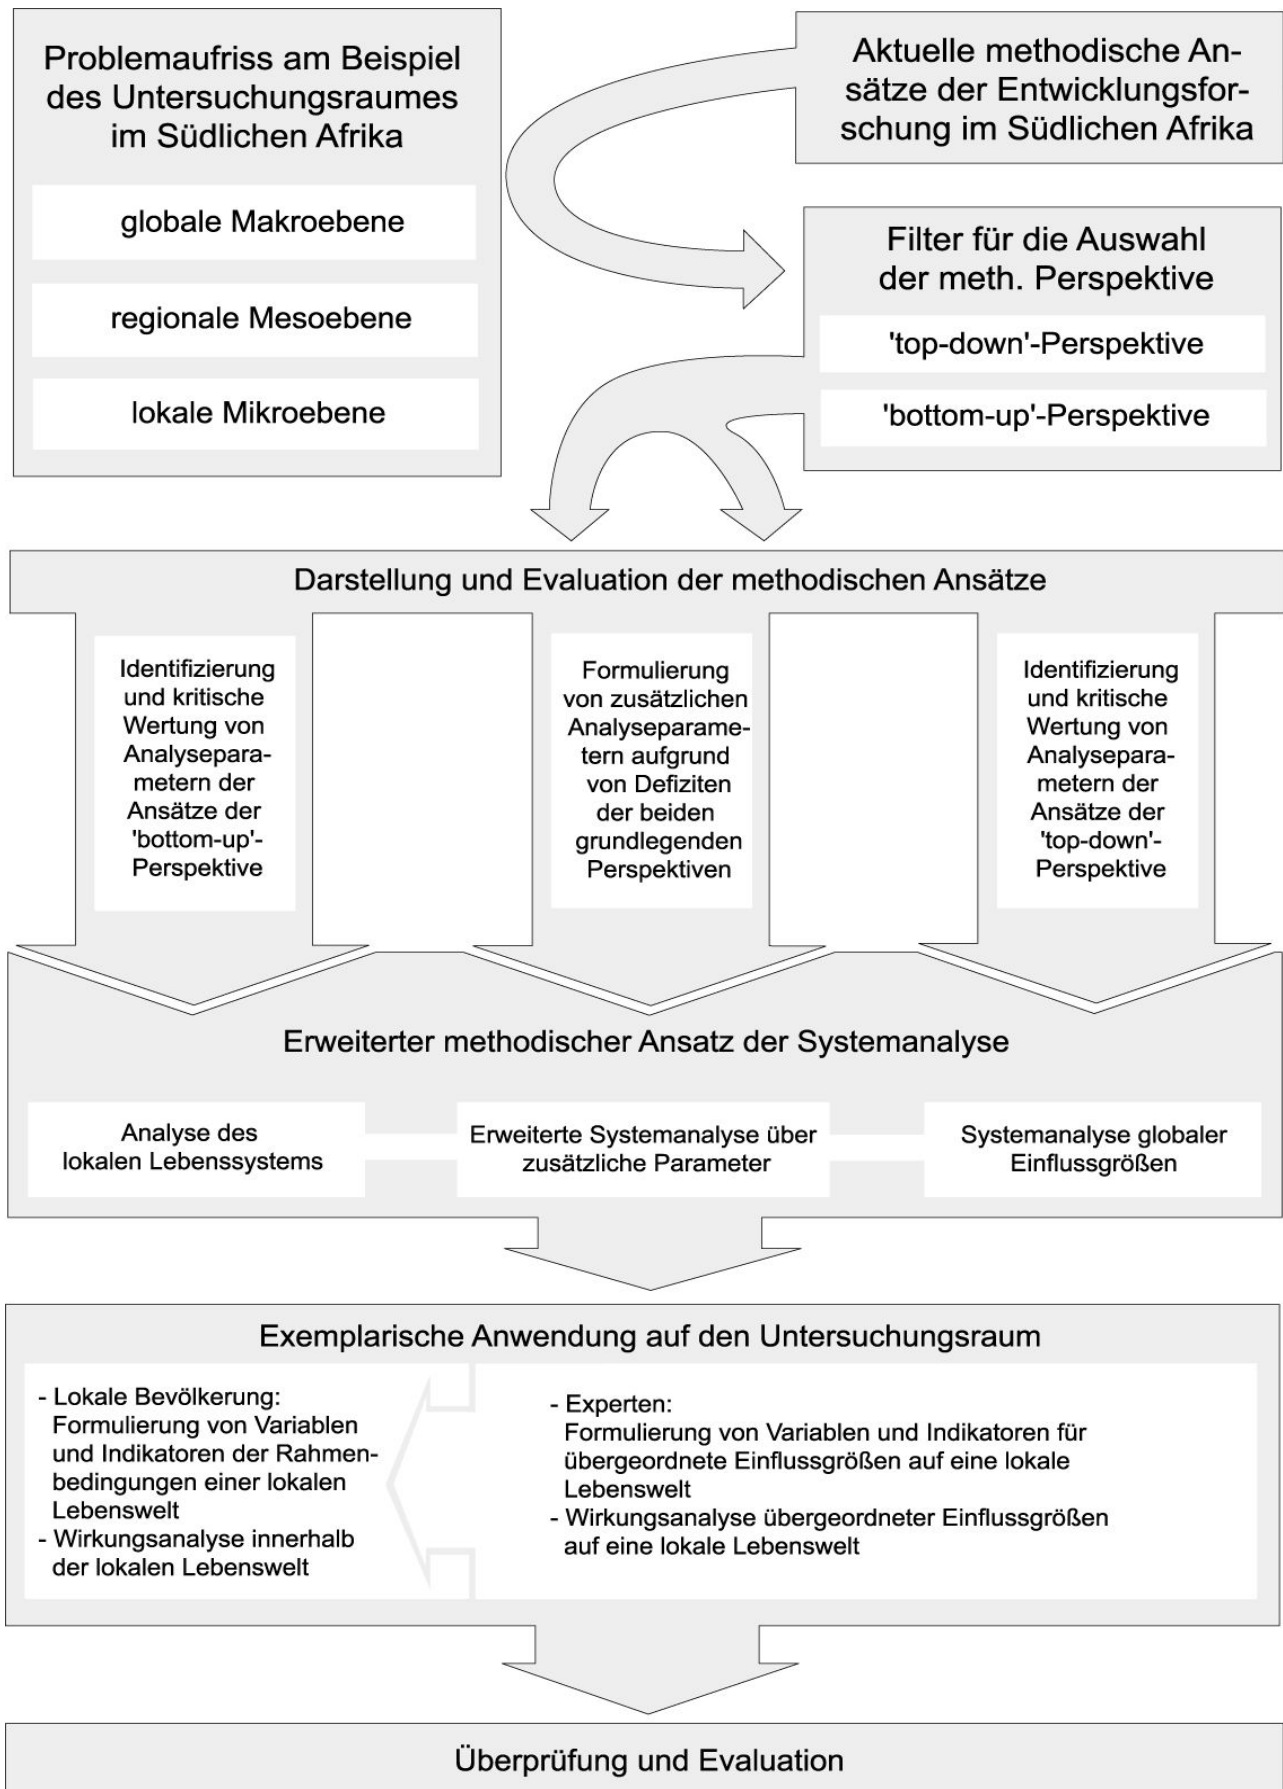 Problemaufriss am Beispiel
des Untersuchungsraumes
im Südlichen Afrika
globale Makroebene
regionale Mesoebene
lokale Mikroebene
Aktuelle methodische An-
sätze der Entwicklungsfor-
schung im Südlichen Afrika
Filter für die Auswahl
der meth. Perspektive
'top-down'-Perspektive
'bottom-up'-Perspektive
Darstellung und Evaluation der methodischen Ansätze
Identifizierung
und kritische
Wertung von
Analysepara-
metern der
Ansätze der
'bottom-up'-
Perspektive
Formulierung
von zusätzlichen
Analyseparame-
tern aufgrund
von Defiziten
der beiden
grundlegenden
Perspektiven
Identifizierung
und kritische
Wertung von
Analysepara-
metern der
Ansätze der
'top-down'-
Perspektive
Erweiterter methodischer Ansatz der Systemanalyse
Analyse des
lokalen Lebenssystems
Erweiterte Systemanalyse über
zusätzliche Parameter
Systemanalyse globaler
Einflussgrößen
Exemplarische Anwendung auf den Untersuchungsraum
- Lokale Bevölkerung:
Formulierung von Variablen
und Indikatoren der Rahmen-
bedingungen einer lokalen
Lebenswelt
- Wirkungsanalyse innerhalb
der lokalen Lebenswelt
- Experten:
Formulierung von Variablen und Indikatoren für
übergeordnete Einflussgrößen auf eine lokale
Lebenswelt
- Wirkungsanalyse übergeordneter Einflussgrößen
auf eine lokale Lebenswelt
Überprüfung und Evaluation